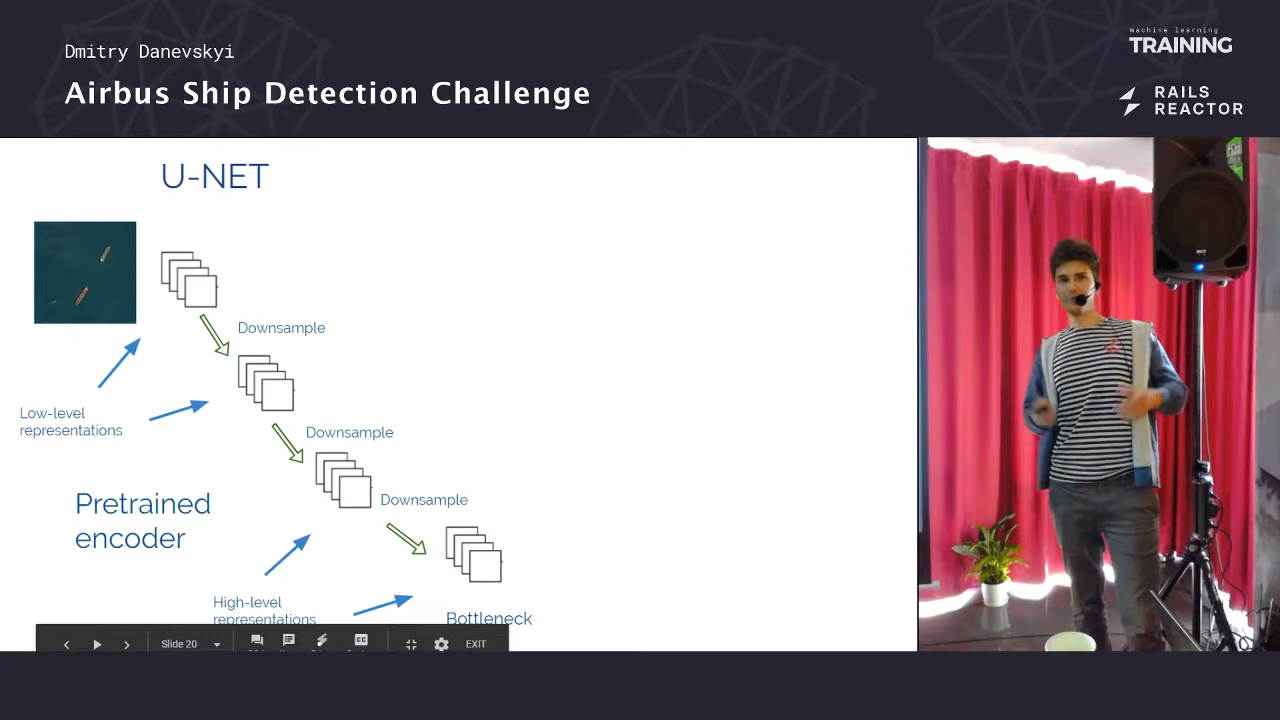 Dmitry Danevskyi
Airbus Ship Detection Challenge
machine learning
TRAINING
RAILS
REACTOR
U-NET
Downsample
Low-level
representations
Downsample
Pretrained
encoder
Downsample
High-level
representations
Bottleneck
Slide 20
EXIT